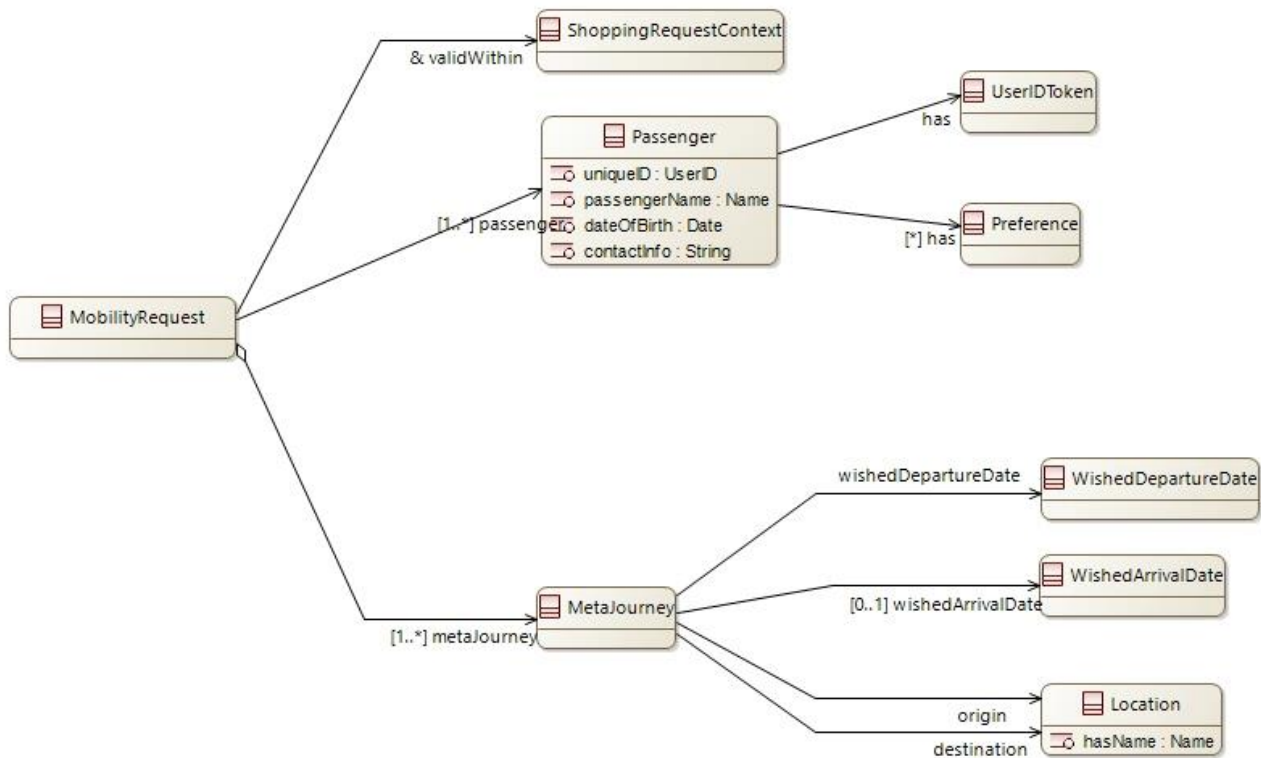 ShoppingRequestContext
& validWithin
UserIDToken
has
Passenger
uniqueID : UserID
passengerName : Name
dateOfBirth : Date
contactInfo : String
[1..*] passenger
Preference
[*] has
MobilityRequest
wishedDepartureDate
WishedDepartureDate
WishedArrivalDate
[0..1] wishedArrivalDate
MetaJourney
[1..*] metaJourney
Location
hasName : Name
origin
destination